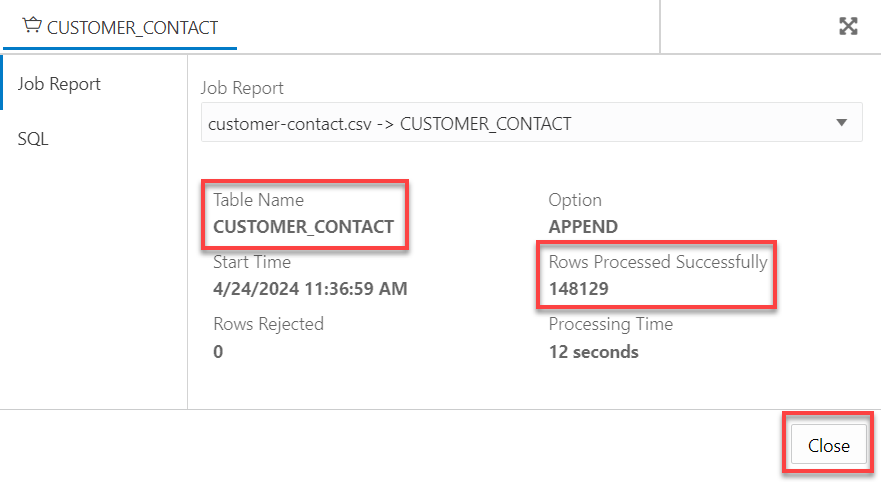 CUSTOMER_CONTACT
Job Report
SQL
Job Report
customer-contact.csv -> CUSTOMER_CONTACT
Table Name
CUSTOMER_CONTACT
Option
APPEND
Start Time
4/24/2024 11:36:59 AM
Rows Processed Successfully
148129
Rows Rejected
0
Processing Time
12 seconds
Close